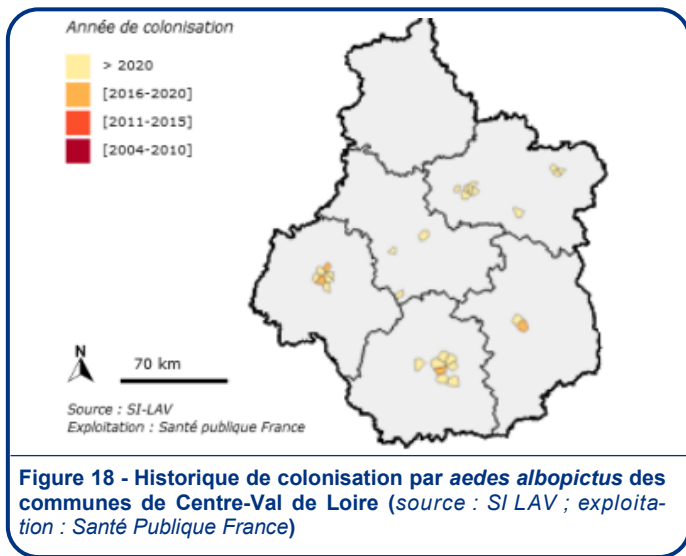 Année de colonisation
> 2020
[2016-2020]
[2011-2015]
[2004-2010]
N
70 km
Source : SI-LAV
Exploitation : Santé publique France
Figure 18 - Historique de colonisation par aedes albopictus des
communes de Centre-Val de Loire (source : SI LAV ; exploita-
tion : Santé Publique France)